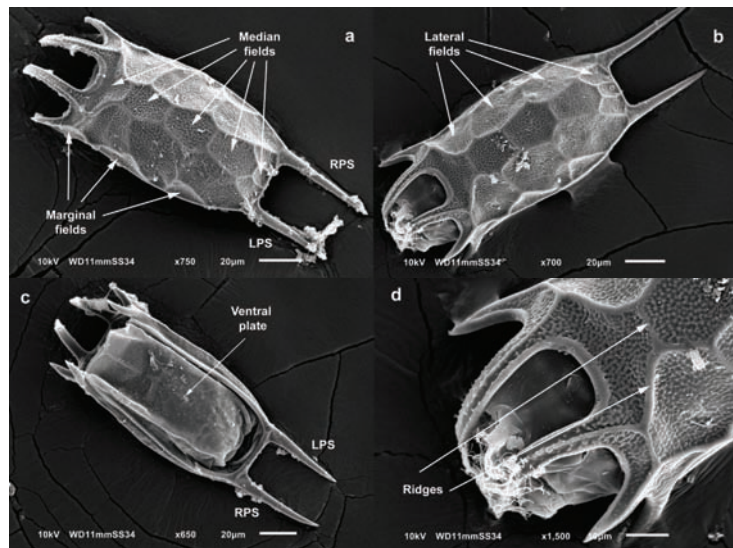 Median
fields
a
RPS
Marginal
fields
LPS
10kV WD11mmSS34 x750 20µm
Lateral
fields
b
10kV WD11mmSS34 x700 20µm
c
Ventral
plate
LPS
RPS
10kV WD11mmSS34 x650 20µm
d
Ridges
10kV WD11mmSS34 x1,500